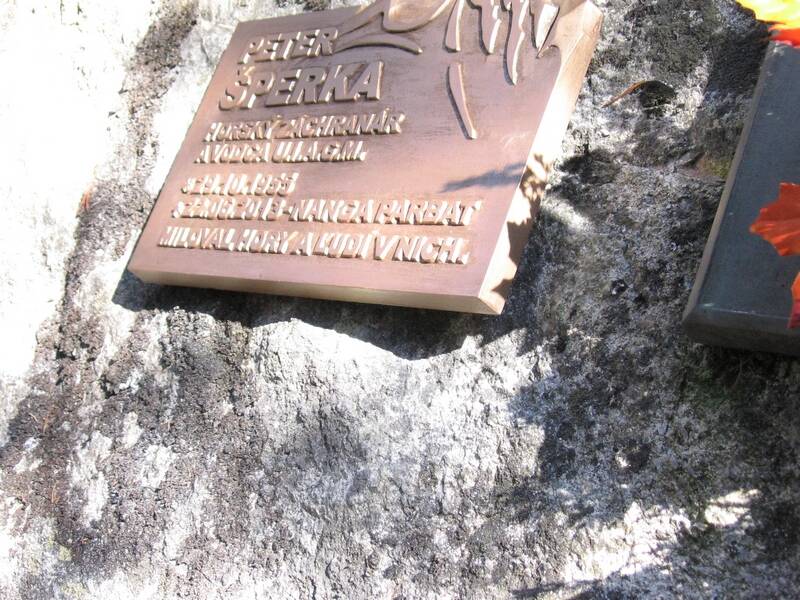 PETER
ŠPERKA
HORSKÝ ZÁCHRANÁR
A VODCA U.I.A.G.M.
NANGA PARBAT
MILOVAL HORY A ĽUDÍ V NICH.